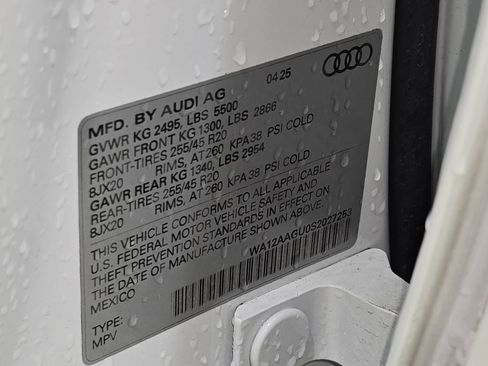 MFD. BY AUDI AG 04 25
GVWR KG 2495, LBS 5500
GAWR FRONT KG 1300, LBS 2866
FRONT-TIRES 255/45 R20
8JX20 RIMS, AT 260 KPA 38 PSI COLD
GAWR REAR KG 1340, LBS 2954
REAR-TIRES 255/45 R20
8JX20 RIMS, AT 260 KPA 38 PSI COLD
THIS VEHICLE CONFORMS TO ALL APPLICABLE
U.S. FEDERAL MOTOR VEHICLE SAFETY AND
THEFT PREVENTION STANDARDS IN EFFECT ON
THE DATE OF MANUFACTURE SHOWN ABOVE.
MEXICO
WA12AAGU0S2027253
TYPE:
MPV